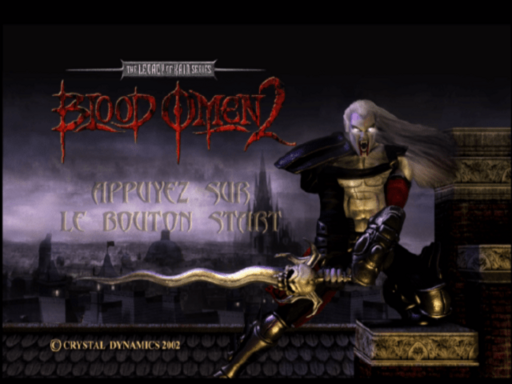 THE LEGACY OF KAIN SERIES
BLOOD OMEN 2
APPUYEZ SUR
LE BOUTON START
© CRYSTAL DYNAMICS 2002